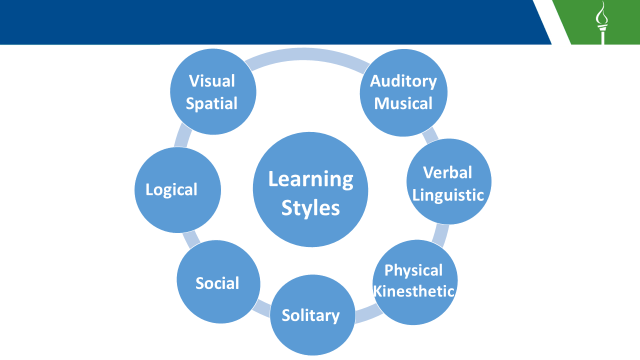 Visual
Spatial
Auditory
Musical
Verbal
Linguistic
Physical
Kinesthetic
Solitary
Social
Logical
Learning
Styles